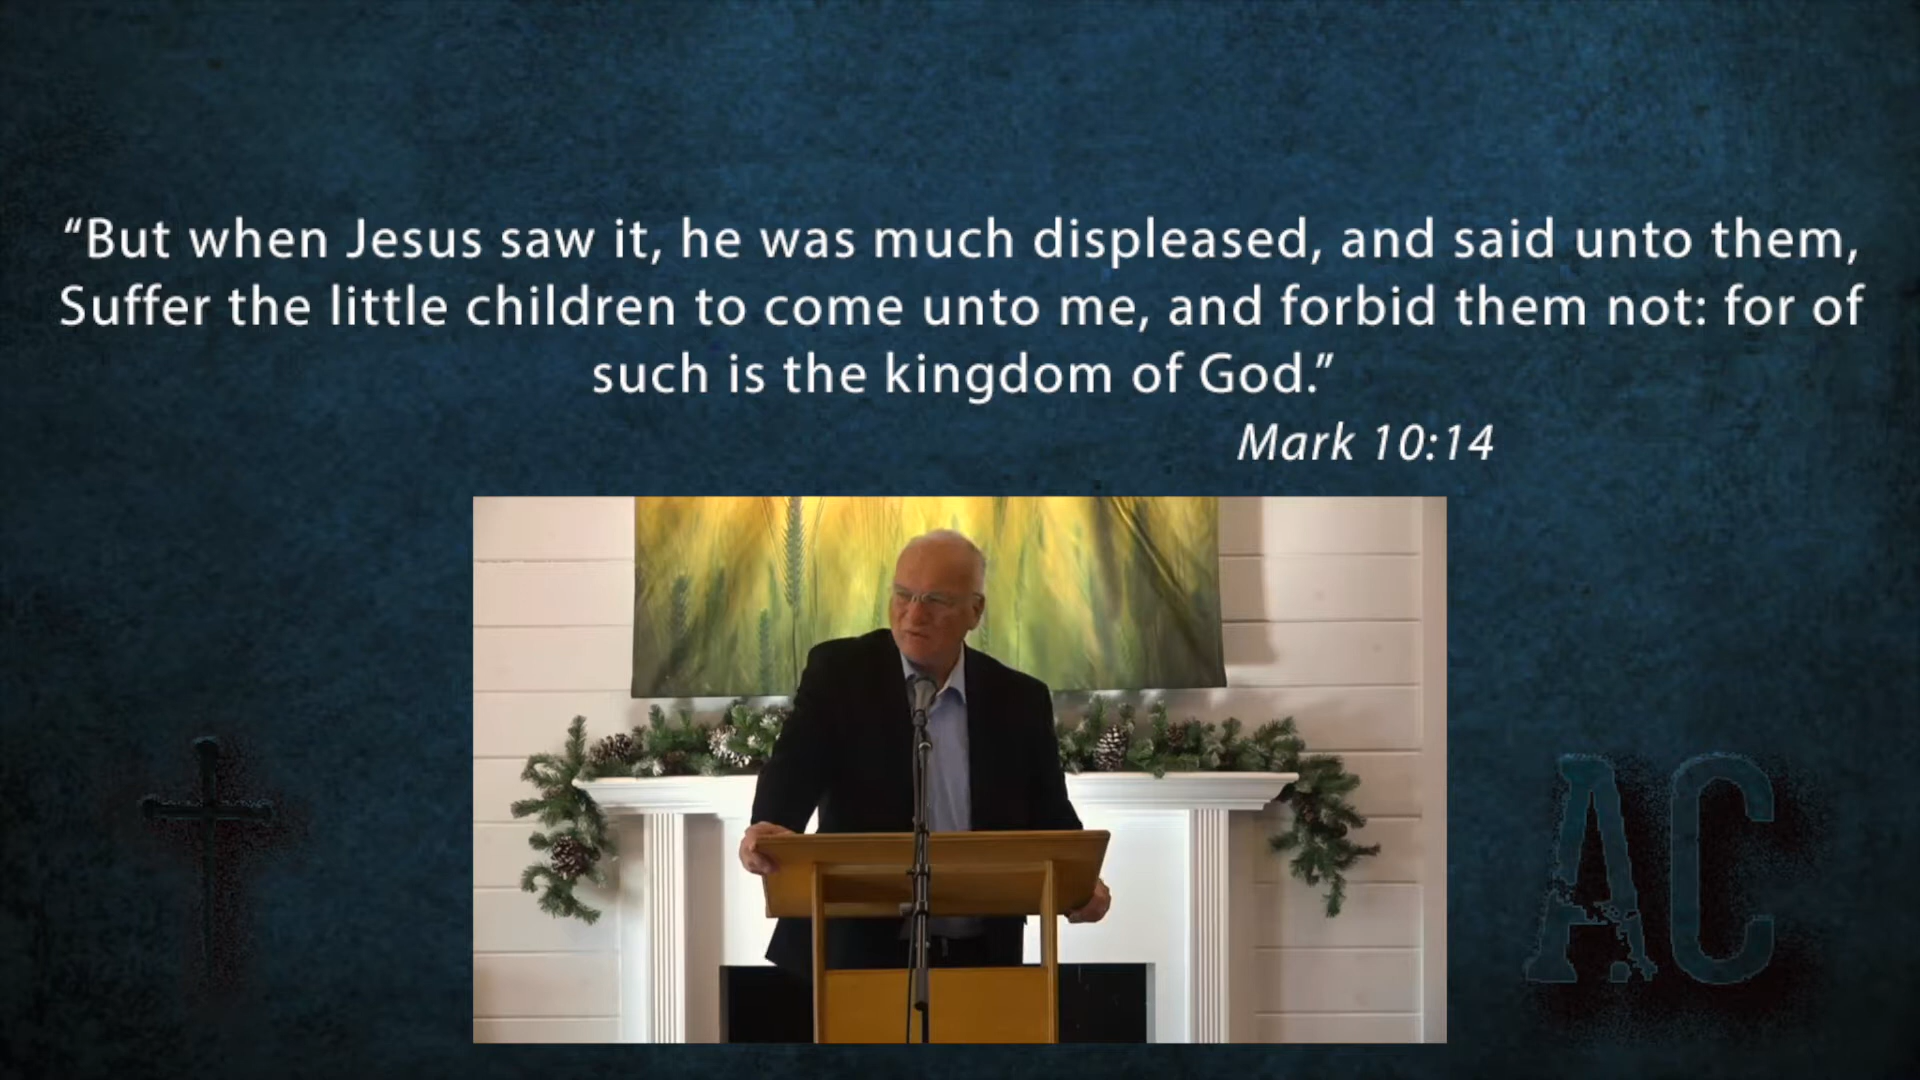 “But when Jesus saw it, he was much displeased, and said unto them,
Suffer the little children to come unto me, and forbid them not: for of
such is the kingdom of God.”
Mark 10:14
AC